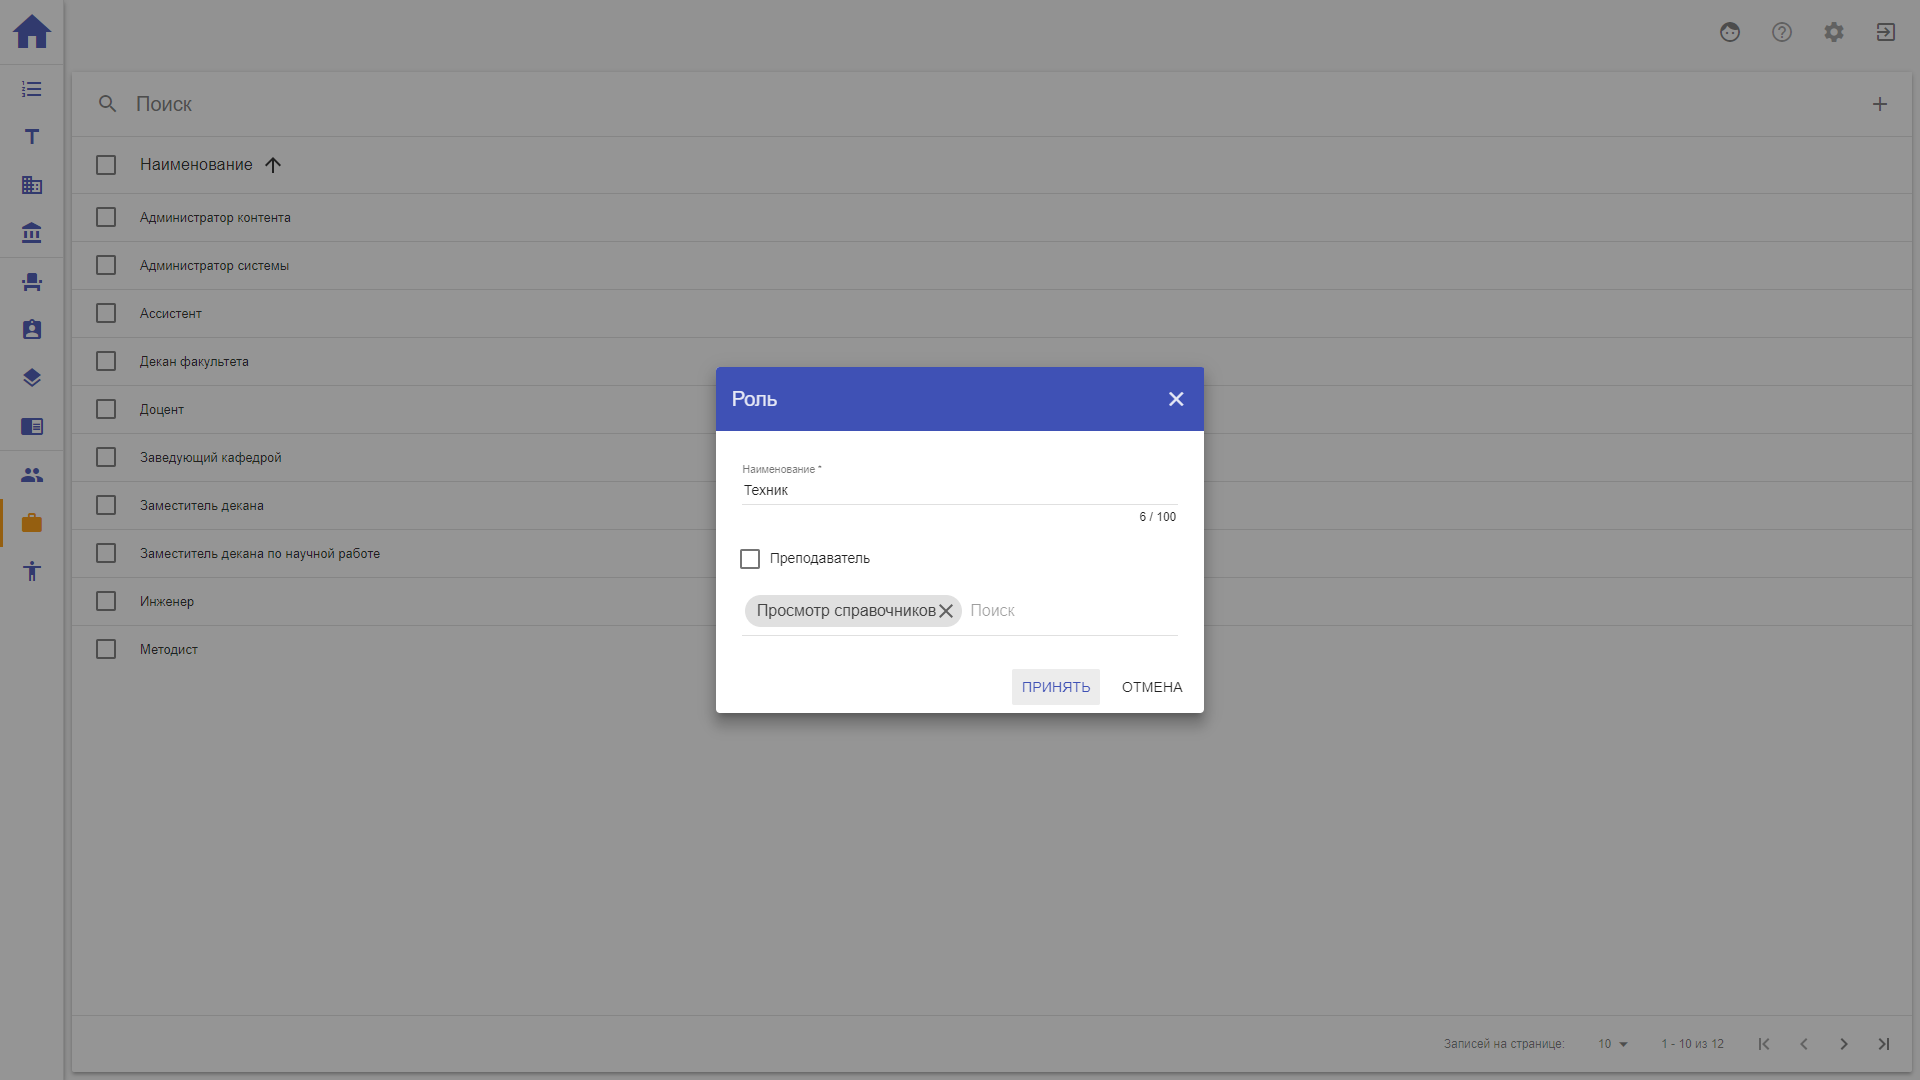 Поиск
Наименование
Администратор контента
Администратор системы
Ассистент
Декан факультета
Доцент
Заведующий кафедрой
Заместитель декана
Заместитель декана по научной работе
Инженер
Методист
Роль
Наименование *
Техник
6 / 100
Преподаватель
Просмотр справочников Поиск
ПРИНЯТЬ ОТМЕНА
Записей на странице: 10 1 - 10 из 12